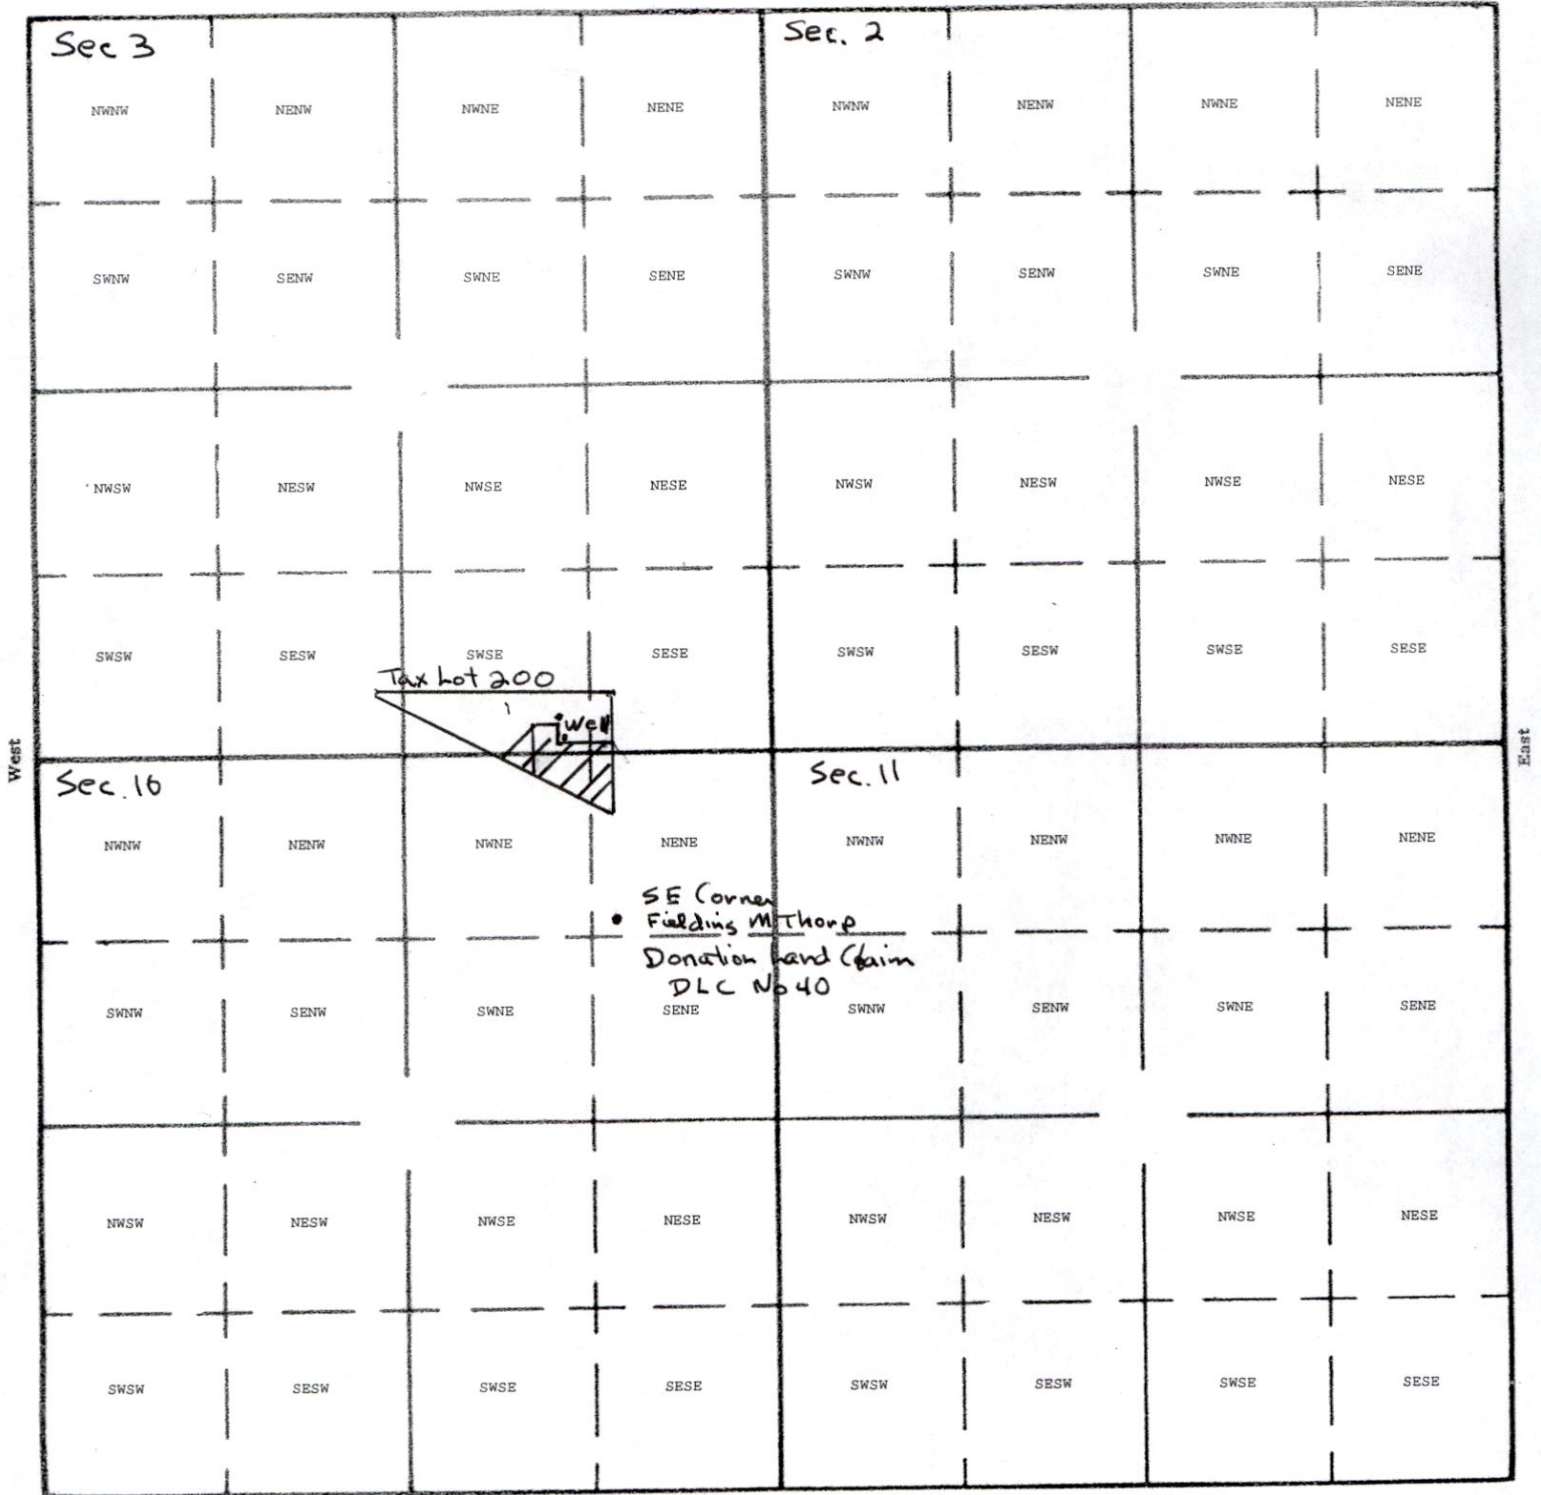 Sec 3
Sec. 2
NWNW NENW NWNE NENE NWNW NENW NWNE NENE
SWNW SENW SWNE SENE SWNW SENW SWNE SENE
NWSW NESW NWSE NESE NWSW NESW NWSE NESE
SWSW SESW SWSE SESE SWSW SESW SWSE SESE
Tax Lot 200
Well
West
East
Sec. 10
Sec. 11
NWNW NENW NWNE NENE NWNW NENW NWNE NENE
SE Corner
Fielding M Thorp
Donation Land Claim
DLC No 40
SWNW SENW SWNE SENE SWNW SENW SWNE SENE
NWSW NESW NWSE NESE NWSW NESW NWSE NESE
SWSW SESW SWSE SESE SWSW SESW SWSE SESE